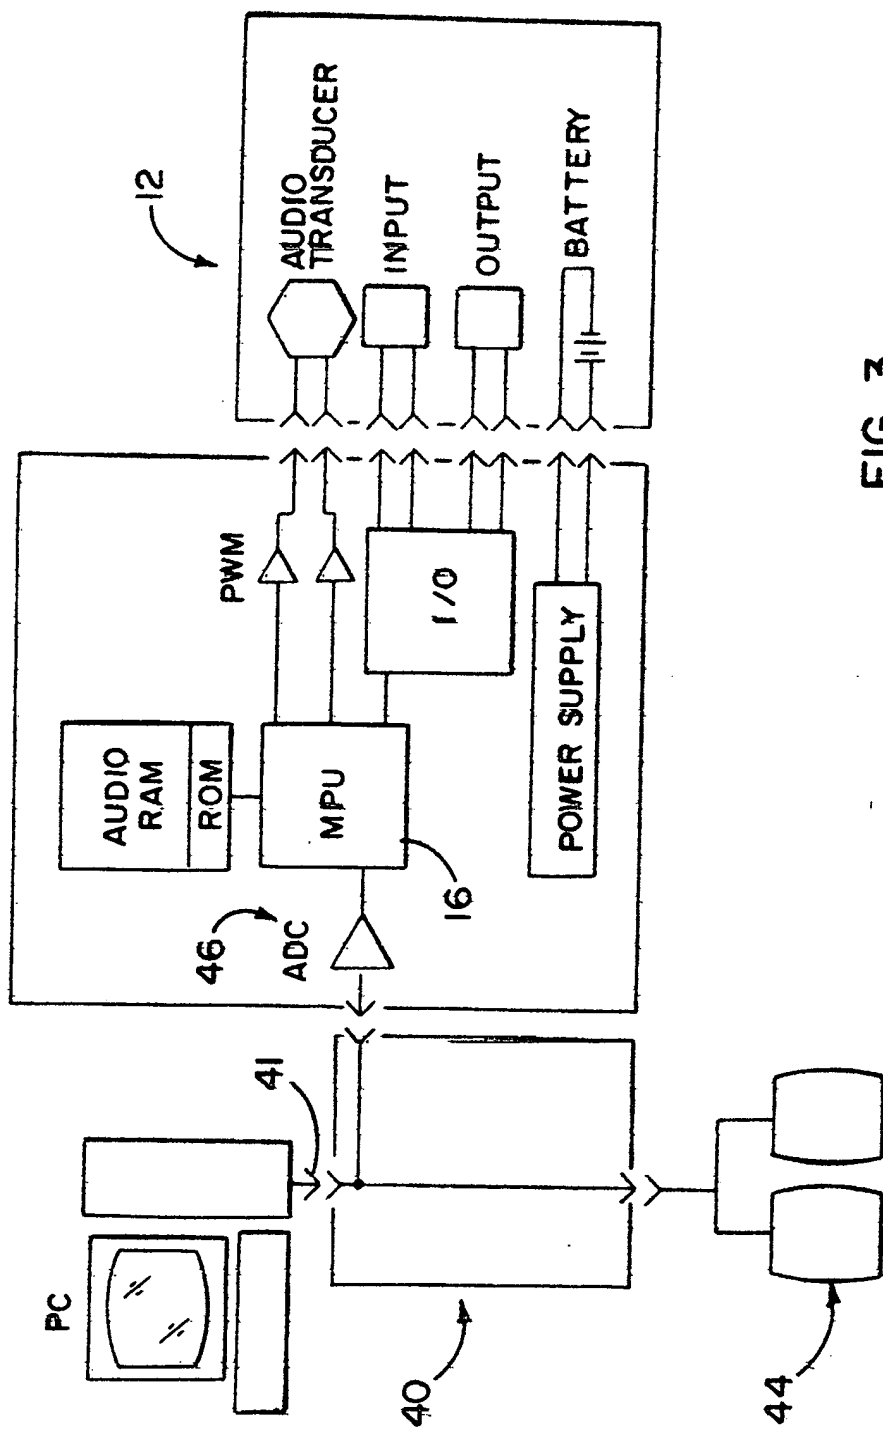 PC
41
40
44
46
ADC
AUDIO
RAM
ROM
MPU
16
PWM
I/O
POWER SUPPLY
12
AUDIO
TRANSDUCER
INPUT
OUTPUT
BATTERY
FIG. 3